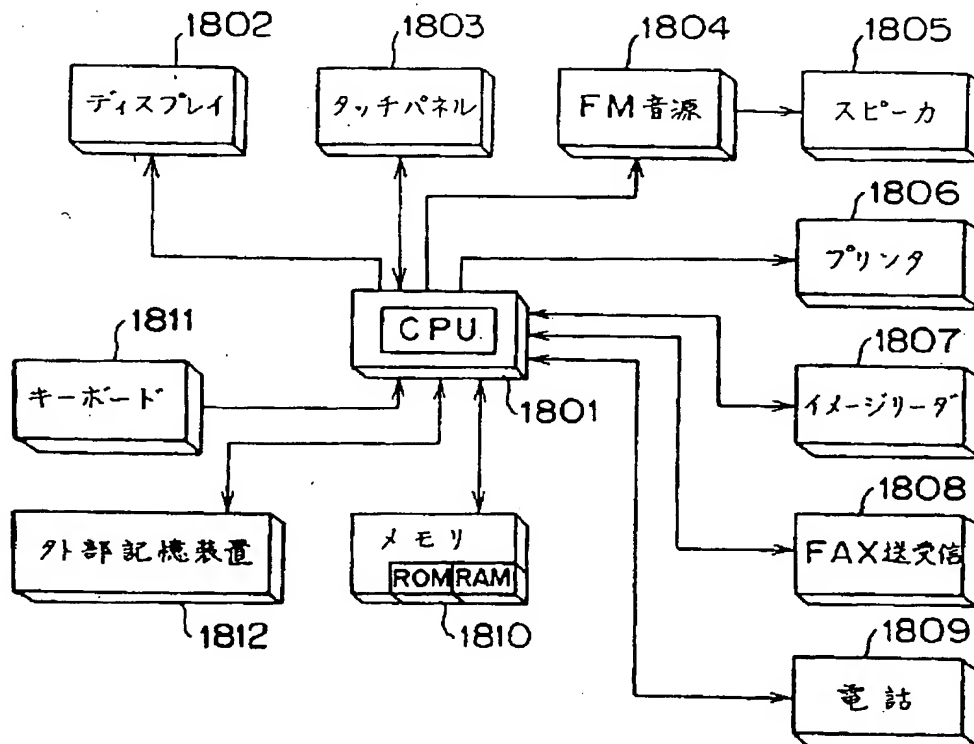 1802
1803
1804
1805
ディスプレイ
タッチパネル
FM音源
スピーカ
1806
プリンタ
CPU
1811
1807
キーボード
1801
イメージリーダ
1808
外部記憶装置
メモリ
ROM RAM
FAX送受信
1812
1810
1809
電話